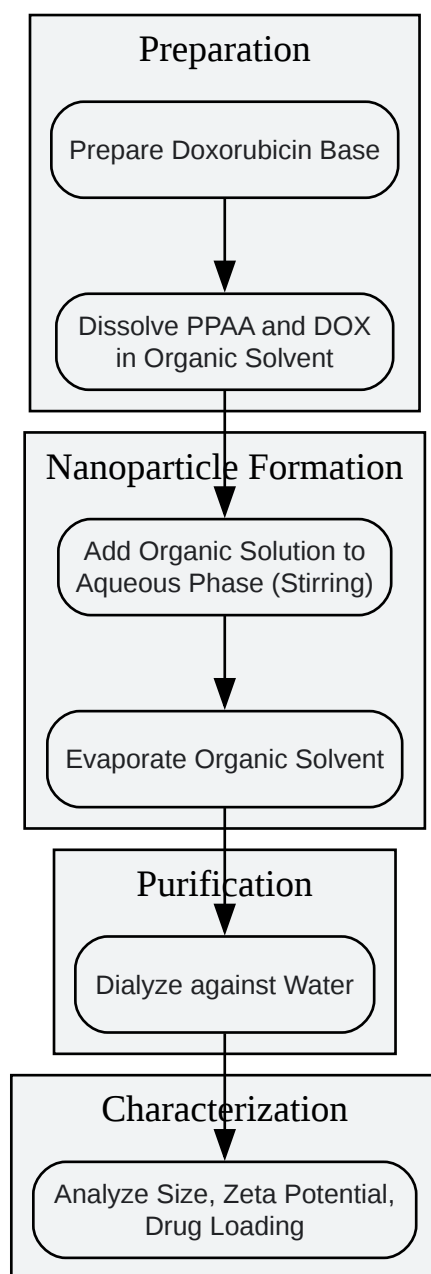 Preparation
Prepare Doxorubicin Base
Dissolve PPAA and DOX
in Organic Solvent
Nanoparticle Formation
Add Organic Solution to
Aqueous Phase (Stirring)
Evaporate Organic Solvent
Purification
Dialyze against Water
Characterization
Analyze Size, Zeta Potential,
Drug Loading